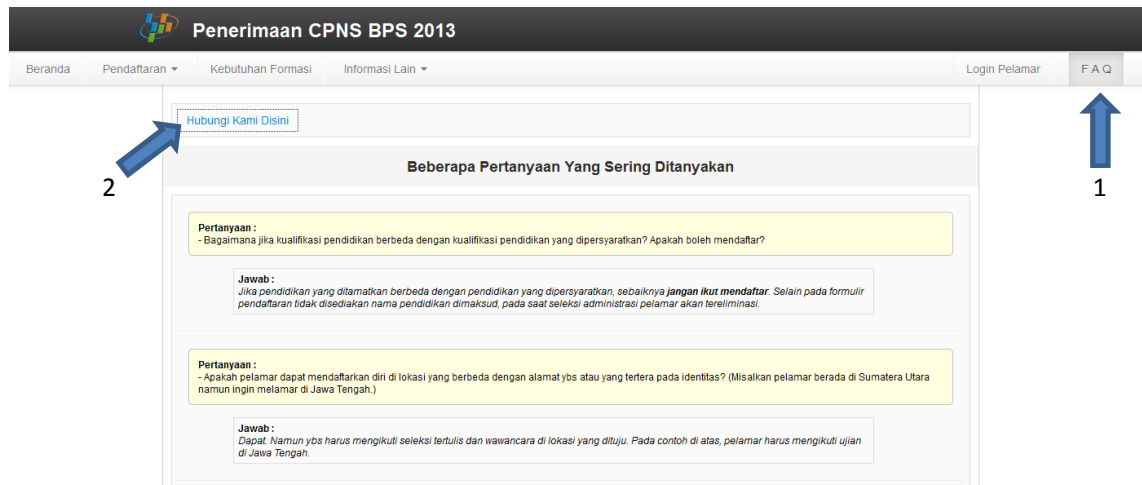 Penerimaan CPNS BPS 2013
Beranda Pendaftaran Kebutuhan Formasi Informasi Lain Login Pelamar F A Q
Hubungi Kami Disini
Beberapa Pertanyaan Yang Sering Ditanyakan
2
1
Pertanyaan :
- Bagaimana jika kualifikasi pendidikan berbeda dengan kualifikasi pendidikan yang dipersyaratkan? Apakah boleh mendaftar?
Jawab :
Jika pendidikan yang ditamatkan berbeda dengan pendidikan yang dipersyaratkan, sebaiknya jangan ikut mendaftar. Selain pada formulir
pendaftaran tidak disediakan nama pendidikan dimaksud, pada saat seleksi administrasi pelamar akan tereliminasi.
Pertanyaan :
- Apakah pelamar dapat mendaftarkan diri di lokasi yang berbeda dengan alamat ybs atau yang tertera pada identitas? (Misalkan pelamar berada di Sumatera Utara
namun ingin melamar di Jawa Tengah.)
Jawab :
Dapat. Namun ybs harus mengikuti seleksi tertulis dan wawancara di lokasi yang dituju. Pada contoh di atas, pelamar harus mengikuti ujian
di Jawa Tengah.